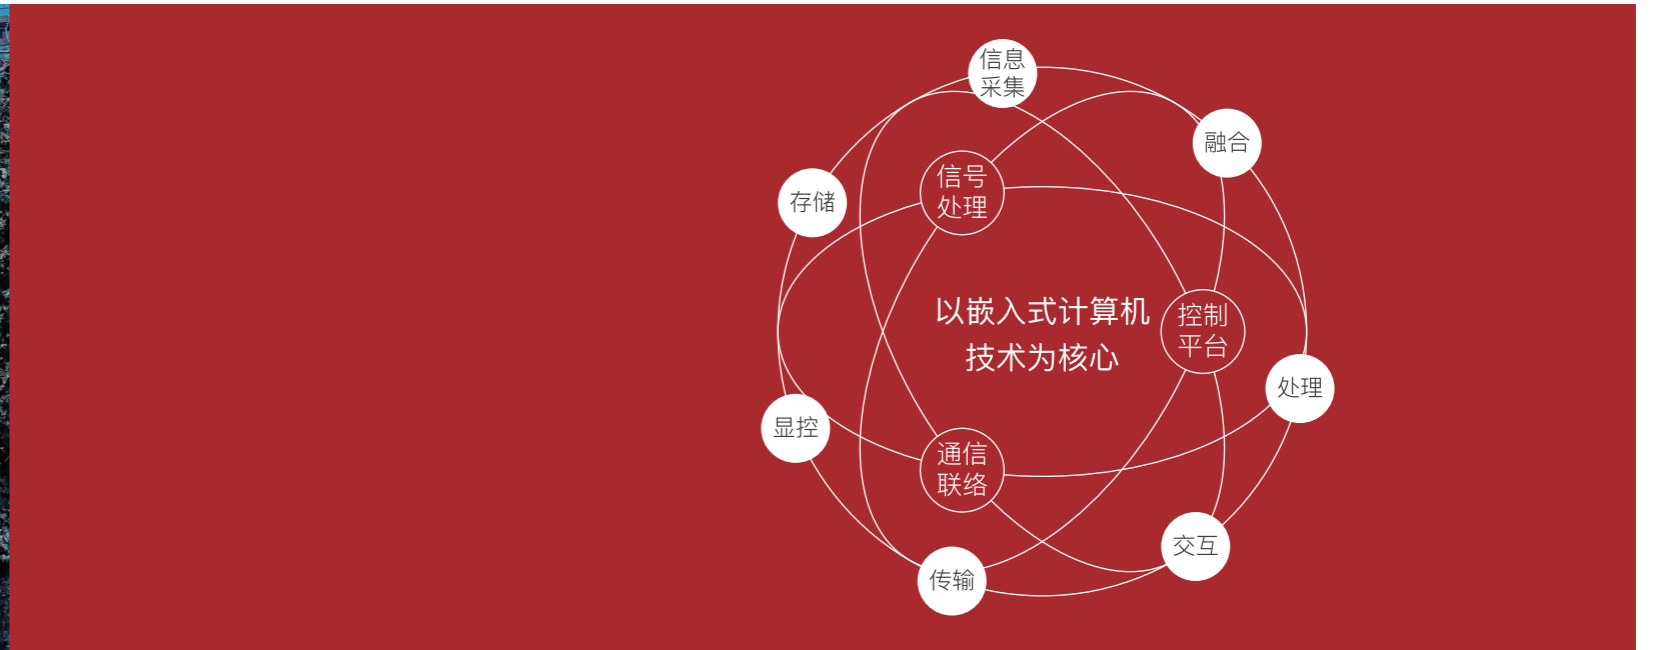 信息
采集
融合
信号
处理
存储
以嵌入式计算机
技术为核心
控制
平台
处理
显控
通信
联络
交互
传输